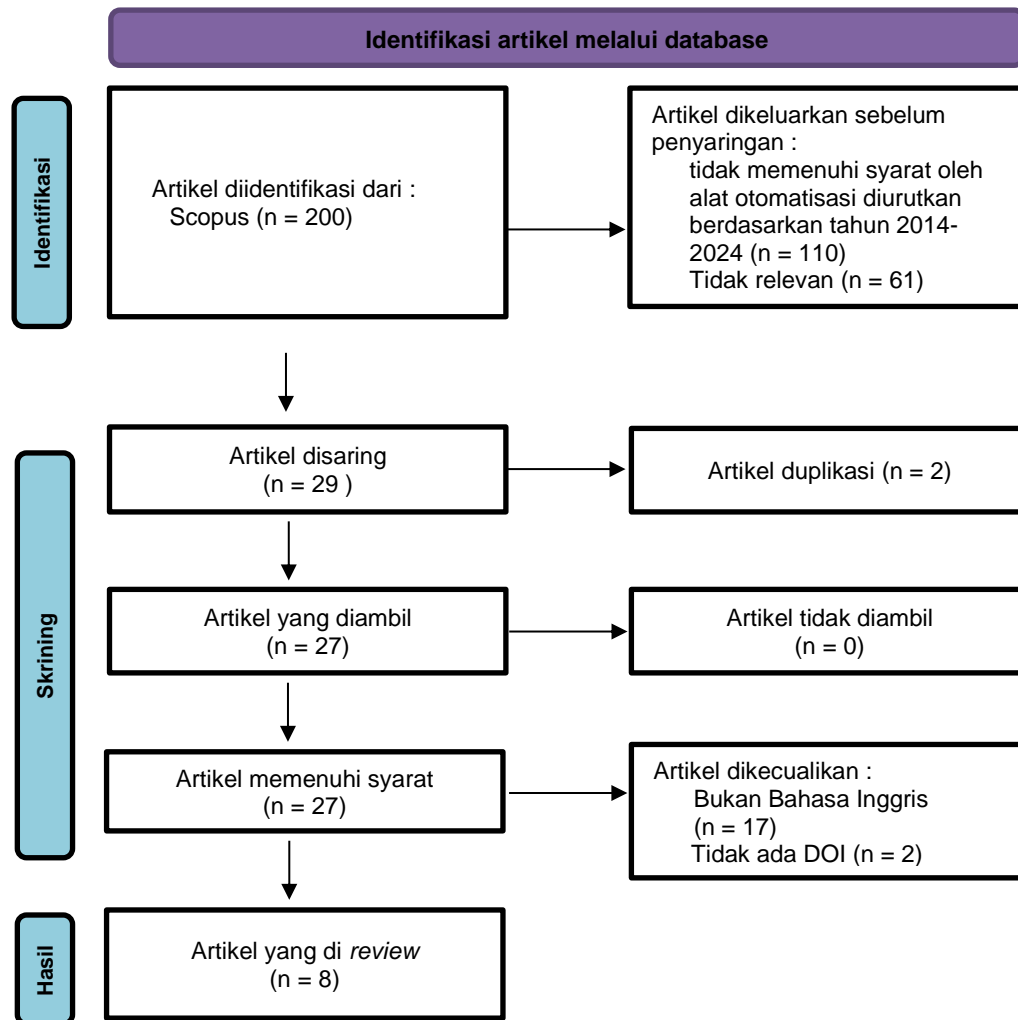 Identifikasi artikel melalui database
Identifikasi
Artikel diidentifikasi dari :
Scopus (n = 200)
Artikel dikeluarkan sebelum
penyaringan :
tidak memenuhi syarat oleh
alat otomatisasi diurutkan
berdasarkan tahun 2014-
2024 (n = 110)
Tidak relevan (n = 61)
Skrining
Artikel disaring
(n = 29 )
Artikel duplikasi (n = 2)
Artikel yang diambil
(n = 27)
Artikel tidak diambil
(n = 0)
Artikel memenuhi syarat
(n = 27)
Artikel dikecualikan :
Bukan Bahasa Inggris
(n = 17)
Tidak ada DOI (n = 2)
Hasil
Artikel yang di review
(n = 8)